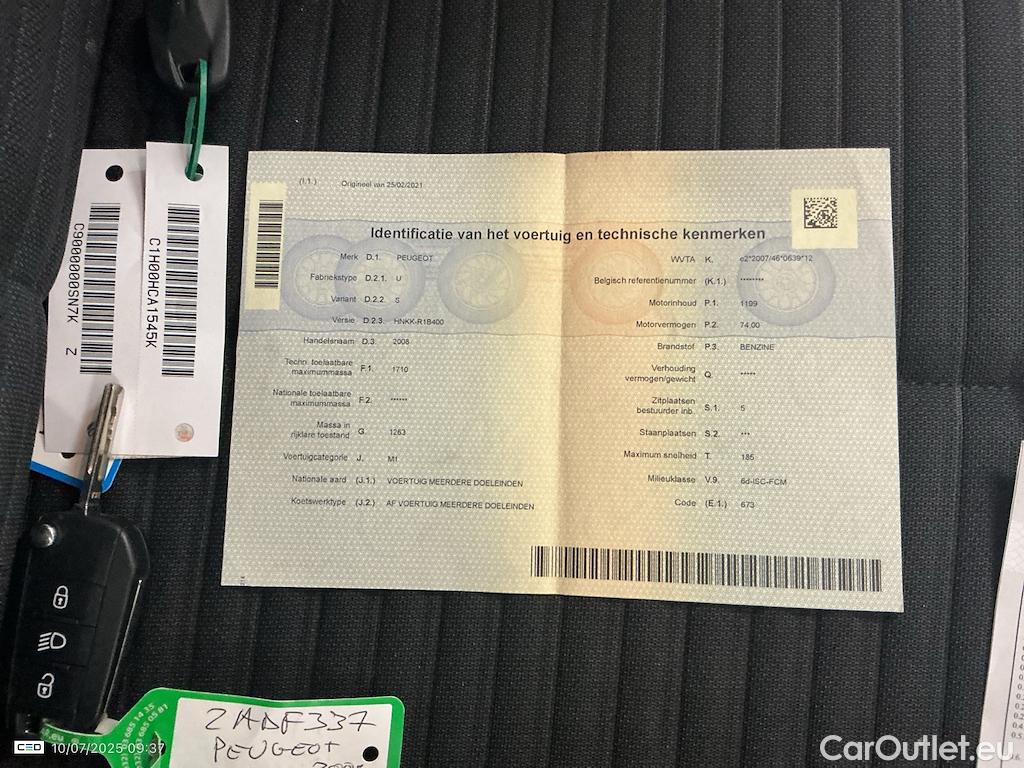 (I.1.) Origineel van 25/02/2021
Identificatie van het voertuig en technische kenmerken
Merk D.1. PEUGEOT
Fabriekstype D.2.1. U
Variant D.2.2. S
Versie D.2.3. HNKK-R1B400
Handelsnaam D.3. 2008
Techn. toelaatbare maximummassa F.1. 1710
Nationale toelaatbare maximummassa F.2. ******
Massa in rijklare toestand G. 1263
Voertuigcategorie J. M1
Nationale aard (J.1.) VOERTUIG MEERDERE DOELEINDEN
Koetswerktype (J.2.) AF VOERTUIG MEERDERE DOELEINDEN
WVTA K. e2*2007/46*0639*12
Belgisch referentienummer (K.1.) ********
Motorinhoud P.1. 1199
Motorvermogen P.2. 74.00
Brandstof P.3. BENZINE
Verhouding vermogen/gewicht Q. *****
Zitplaatsen bestuurder inb. S.1. 5
Staanplaatsen S.2. ***
Maximum snelheid T. 185
Milieuklasse V.9. 6d-ISC-FCM
Code (E.1.) 673
C900000SN7K Z
C1H00HCA1545K
2ADF337
PEUGEOT
CEO 10/07/2025 09:37
CarOutlet.eu